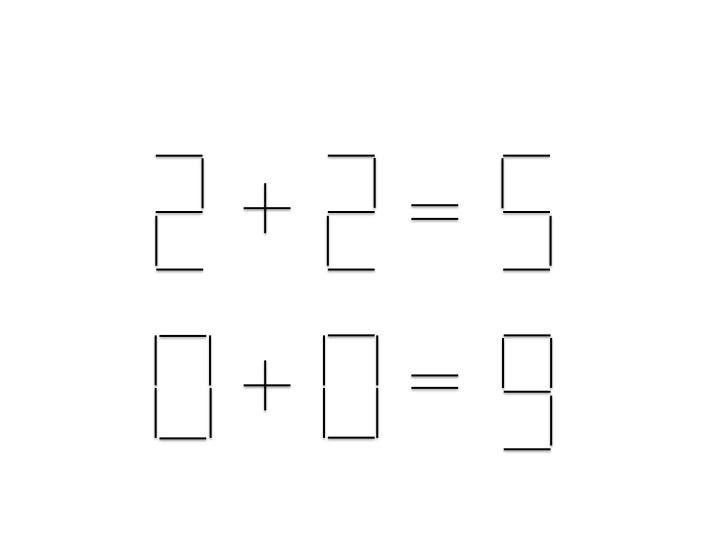 2 + 2 = 5
0 + 0 = 9